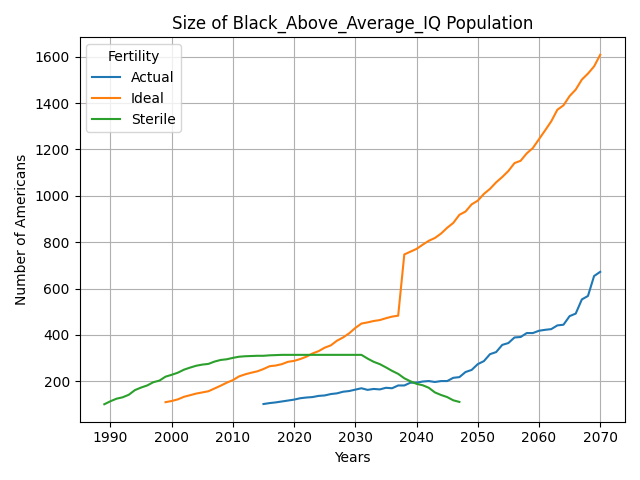 Size of Black_Above_Average_IQ Population
Fertility
Actual
Ideal
Sterile
Number of Americans
1600
1400
1200
1000
800
600
400
200
1990 2000 2010 2020 2030 2040 2050 2060 2070
Years